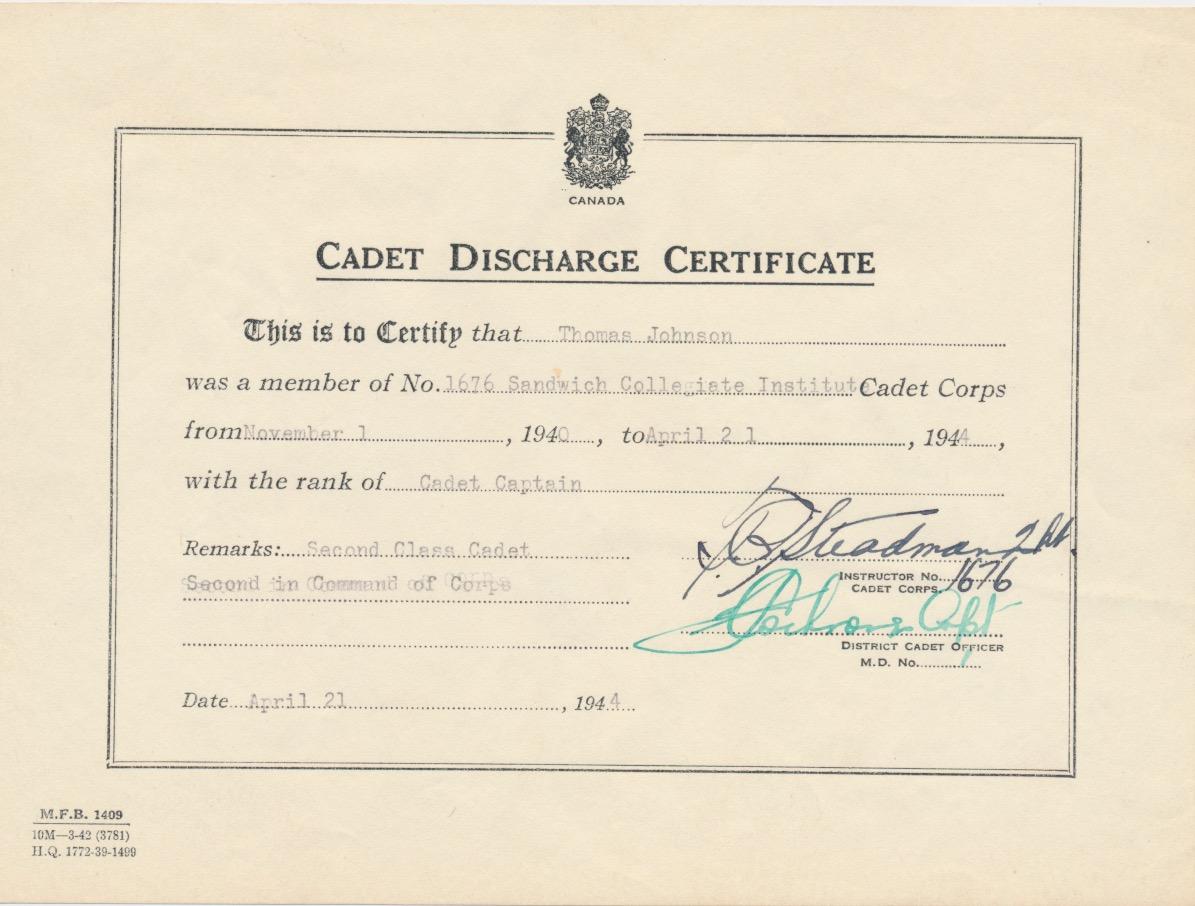 CANADA
CADET DISCHARGE CERTIFICATE
This is to Certify that Thomas Johnson
was a member of No. 1676 Sandwich Collegiate Institute Cadet Corps
from November 1, 1940, to April 21, 1944,
with the rank of Cadet Captain
Remarks: Second Class Cadet
Second in Command of Corps
Steadman 2 Lt.
INSTRUCTOR No. 1676
CADET CORPS.
Capt
DISTRICT CADET OFFICER
M.D. No.
Date April 21, 1944
M.F.B. 1409
10M—3-42 (3781)
H.Q. 1772-39-1499